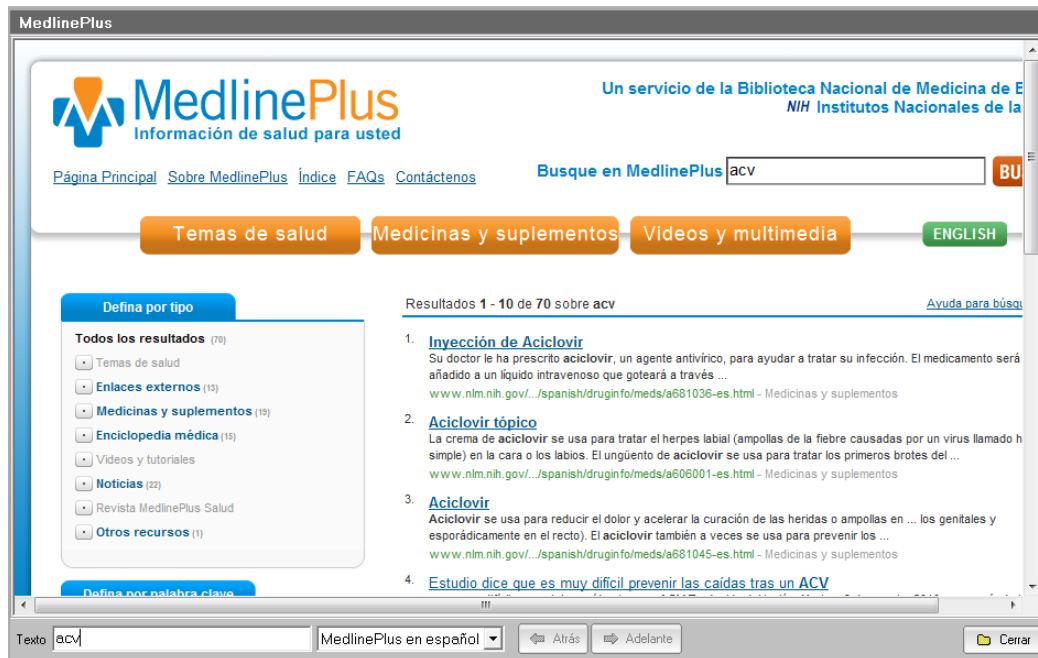 MedlinePlus
MedlinePlus
Información de salud para usted
Un servicio de la Biblioteca Nacional de Medicina de E
NIH Institutos Nacionales de la
Página Principal Sobre MedlinePlus Índice FAQs Contáctenos
Busque en MedlinePlus acv BU
Temas de salud Medicinas y suplementos Videos y multimedia ENGLISH
Defina por tipo
Todos los resultados (70)
Temas de salud
Enlaces externos (13)
Medicinas y suplementos (19)
Enciclopedia médica (15)
Videos y tutoriales
Noticias (22)
Revista MedlinePlus Salud
Otros recursos (1)
Defina por palabra clave
Resultados 1 - 10 de 70 sobre acv Ayuda para búsqu
1. Inyección de Aciclovir
Su doctor le ha prescrito aciclovir, un agente antivírico, para ayudar a tratar su infección. El medicamento será
añadido a un líquido intravenoso que goteará a través ...
www.nlm.nih.gov/.../spanish/druginfo/meds/a681036-es.html - Medicinas y suplementos
2. Aciclovir tópico
La crema de aciclovir se usa para tratar el herpes labial (ampollas de la fiebre causadas por un virus llamado h
simple) en la cara o los labios. El ungüento de aciclovir se usa para tratar los primeros brotes del ...
www.nlm.nih.gov/.../spanish/druginfo/meds/a606001-es.html - Medicinas y suplementos
3. Aciclovir
Aciclovir se usa para reducir el dolor y acelerar la curación de las heridas o ampollas en ... los genitales y
esporádicamente en el recto). El aciclovir también a veces se usa para prevenir los ...
www.nlm.nih.gov/.../spanish/druginfo/meds/a681045-es.html - Medicinas y suplementos
4. Estudio dice que es muy difícil prevenir las caídas tras un ACV
Texto acv MedlinePlus en español Atrás Adelante Cerrar